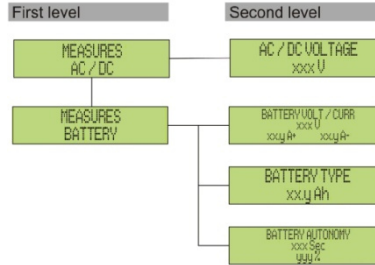 First level
Second level
MEASURES
AC / DC
AC / DC VOLTAGE
xxx V
MEASURES
BATTERY
BATTERY VOLT / CURR
xxx V
xx.y A+ xx.y A-
BATTERY TYPE
xx.y Ah
BATTERY AUTONOMY
xxx Sec
yyy %